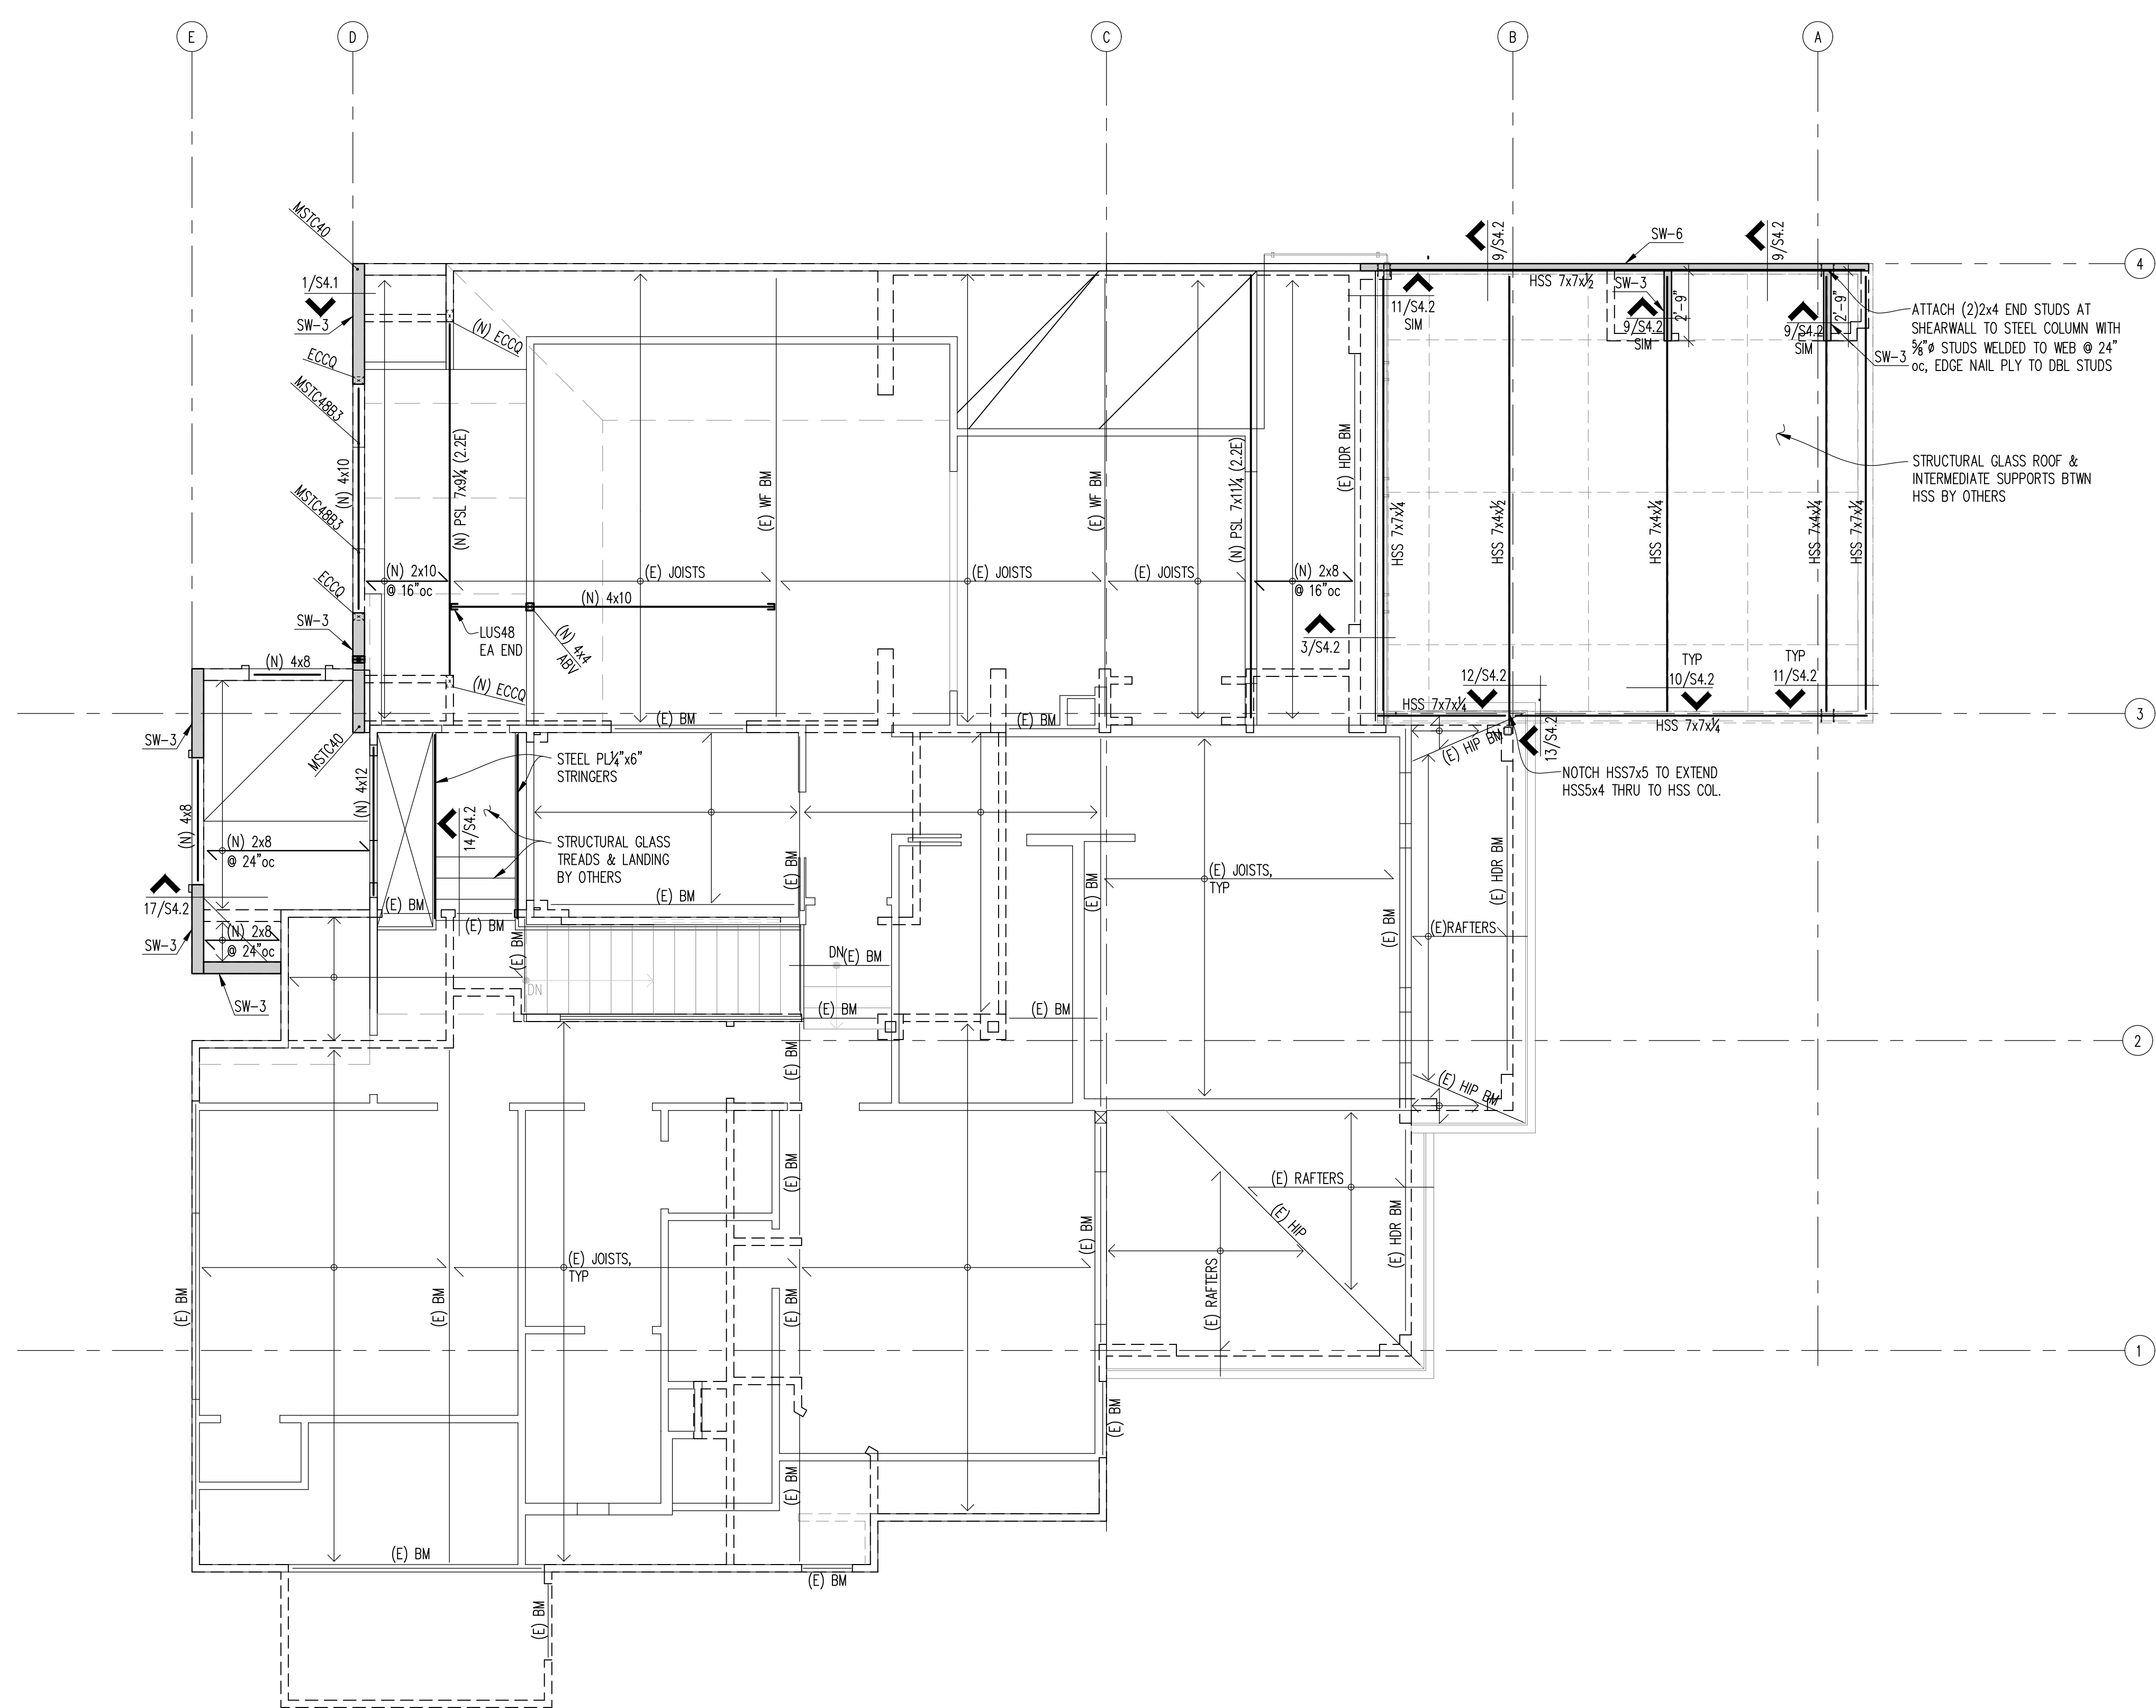 E
D
C
B
A
4
3
2
1
MSTC40
1/S4.1
SW-3
ECCQ
MSTC48B3
(N) 4x10
MSTC48B3
ECCQ
SW-3
(N) ECCQ
(N) PSL 7x9¼ (2.2E)
(N) 2x10
@ 16"oc
(E) JOISTS
(N) 4x10
LUS48
EA END
(N) 4x4
ABV
(N) ECCQ
(E) WF BM
(E) JOISTS
(E) WF BM
(E) JOISTS
(N) PSL 7x11¼ (2.2E)
(N) 2x8
@ 16"oc
(E) HDR BM
3/S4.2
11/S4.2
SIM
9/S4.2
SW-6
9/S4.2
HSS 7x7x½
SW-3
9/S4.2
SIM
2'-9"
9/S4.2
SIM
2'-9"
SW-3
ATTACH (2)2x4 END STUDS AT
SHEARWALL TO STEEL COLUMN WITH
⅝"ø STUDS WELDED TO WEB @ 24"
oc, EDGE NAIL PLY TO DBL STUDS
STRUCTURAL GLASS ROOF &
INTERMEDIATE SUPPORTS BTWN
HSS BY OTHERS
HSS 7x7x¼
HSS 7x4x½
HSS 7x4x¼
HSS 7x4x¼
HSS 7x7x¼
12/S4.2
TYP
10/S4.2
TYP
11/S4.2
HSS 7x7x¼
HSS 7x7x¼
13/S4.2
(E) HIP BM
NOTCH HSS7x5 TO EXTEND
HSS5x4 THRU TO HSS COL.
(N) 4x8
SW-3
MSTC40
(N) 4x12
(N) 4x8
(N) 2x8
@ 24"oc
17/S4.2
SW-3
(N) 2x8
@ 24"oc
SW-3
STEEL PL¼"x6"
STRINGERS
14/S4.2
STRUCTURAL GLASS
TREADS & LANDING
BY OTHERS
(E) BM
(E) BM
(E) BM
(E) BM
(E) BM
(E) BM
(E) BM
(E) BM
DN
DN
(E) BM
(E) BM
(E) BM
(E) BM
(E) JOISTS,
TYP
(E) BM
(E) HDR BM
(E)RAFTERS
(E) HIP BM
(E) BM
(E) BM
(E) RAFTERS
(E) HIP
(E) HDR BM
(E) RAFTERS
(E) BM
(E) BM
(E) BM
(E) JOISTS,
TYP
(E) BM
(E) BM
(E) BM
(E) BM
(E) BM
(E) BM
(E) BM